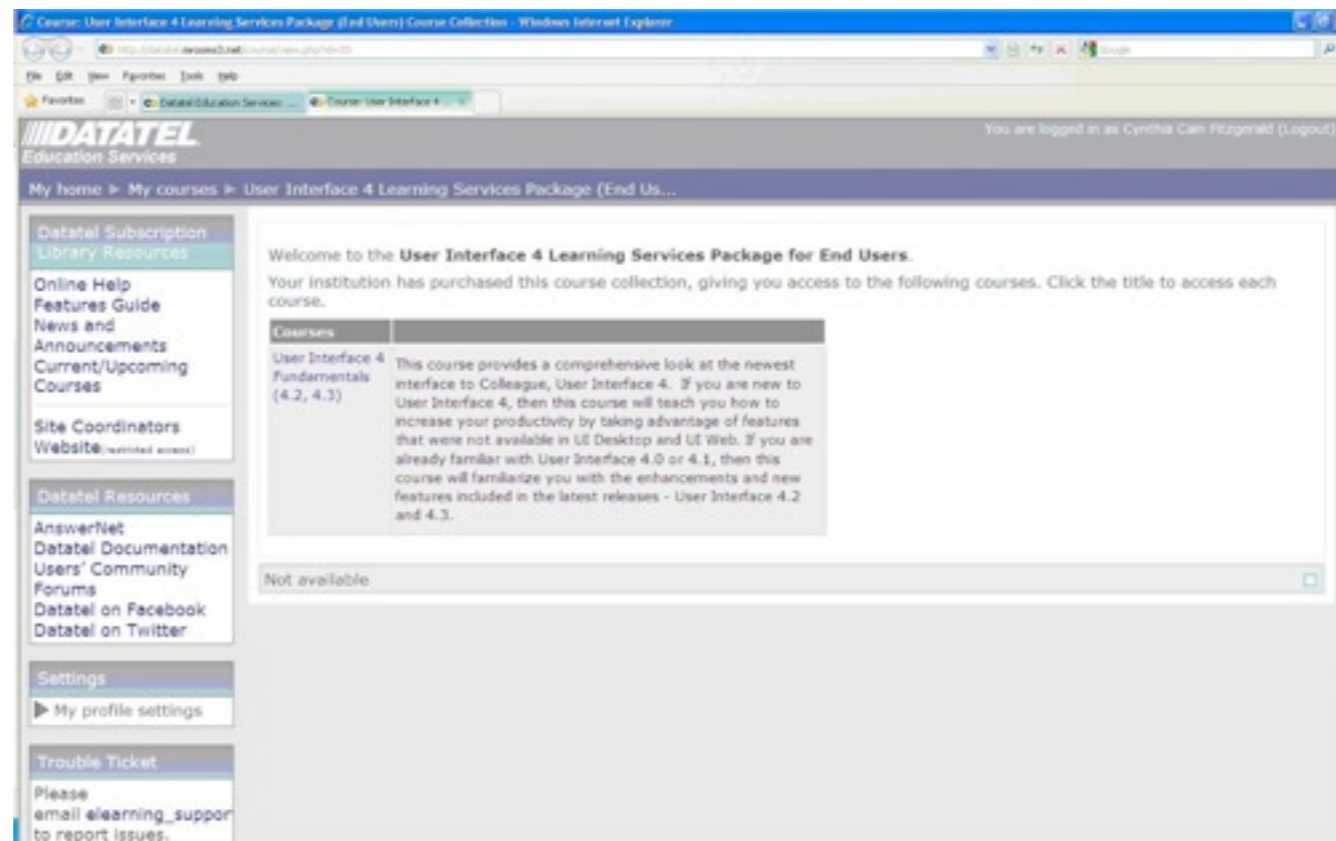 Course: User Interface 4 Learning Services Package (End Users) Course Collection - Windows Internet Explorer
Google
File Edit View Favorites Tools Help
Favorites Datatel Education Services: ... Course: User Interface 4 ...
DATATEL
Education Services
You are logged in as Cynthia Cain Fitzgerald (Logout)
My home ► My courses ► User Interface 4 Learning Services Package (End Us...
Datatel Subscription
Library Resources
Online Help
Features Guide
News and
Announcements
Current/Upcoming
Courses
Site Coordinators
Website(restricted access)
Datatel Resources
AnswerNet
Datatel Documentation
Users' Community
Forums
Datatel on Facebook
Datatel on Twitter
Settings
My profile settings
Trouble Ticket
Please
email elearning_suppor
to report issues.
Welcome to the User Interface 4 Learning Services Package for End Users.
Your institution has purchased this course collection, giving you access to the following courses. Click the title to access each
course.
Courses
User Interface 4
Fundamentals
(4.2, 4.3)
This course provides a comprehensive look at the newest
interface to Colleague, User Interface 4. If you are new to
User Interface 4, then this course will teach you how to
increase your productivity by taking advantage of features
that were not available in UI Desktop and UI Web. If you are
already familiar with User Interface 4.0 or 4.1, then this
course will familiarize you with the enhancements and new
features included in the latest releases - User Interface 4.2
and 4.3.
Not available